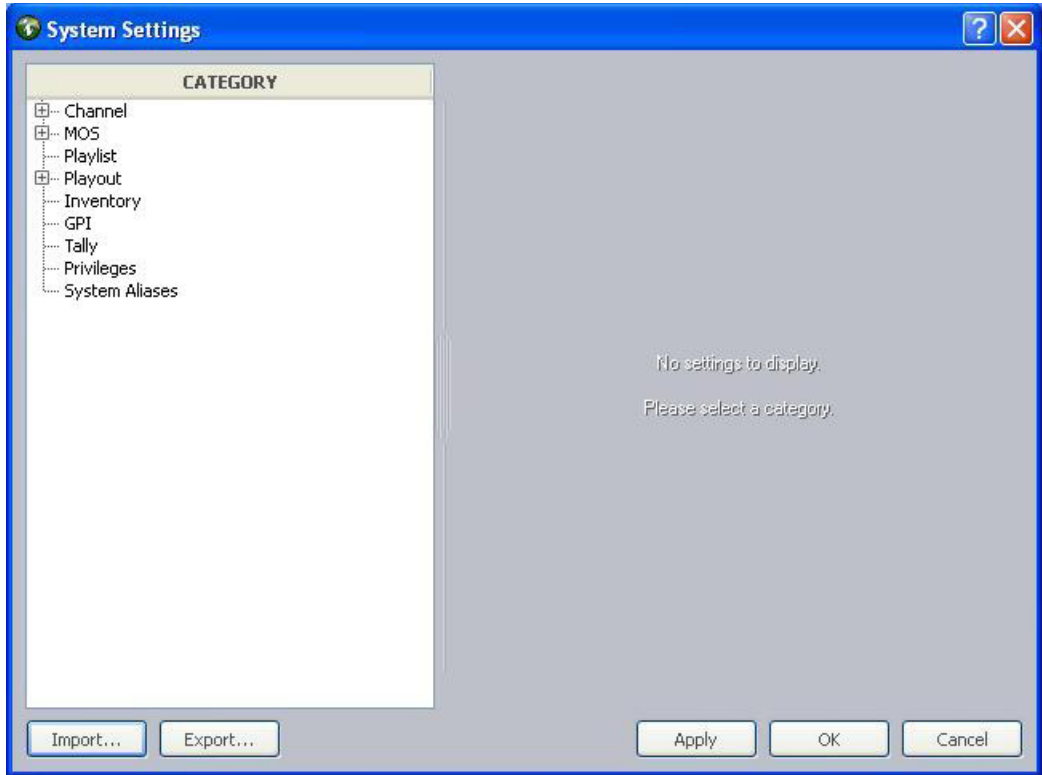 System Settings
CATEGORY
Channel
MOS
Playlist
Playout
Inventory
GPI
Tally
Privileges
System Aliases
No settings to display.
Please select a category.
Import...
Export...
Apply
OK
Cancel